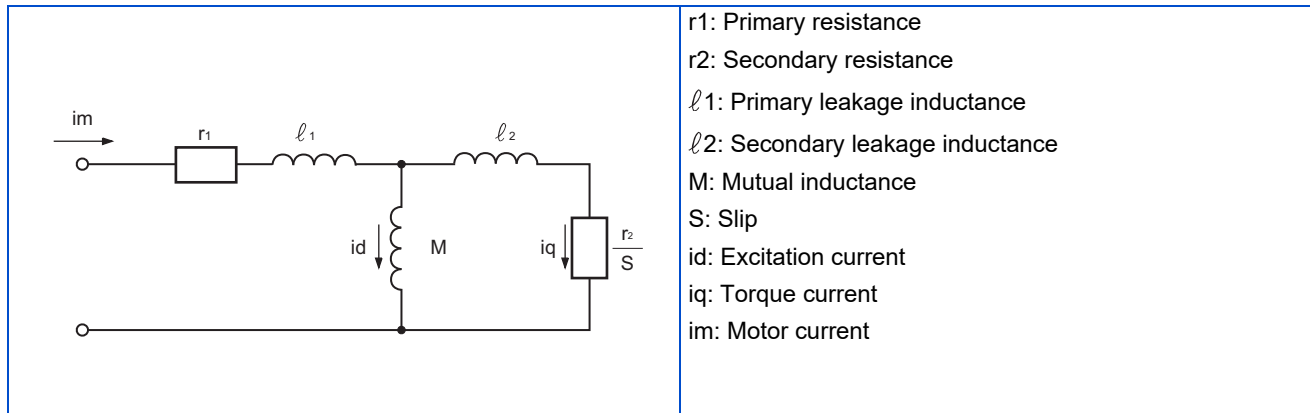 im
r1
ℓ1
ℓ2
id
M
iq
r2
S
r1: Primary resistance
r2: Secondary resistance
ℓ1: Primary leakage inductance
ℓ2: Secondary leakage inductance
M: Mutual inductance
S: Slip
id: Excitation current
iq: Torque current
im: Motor current